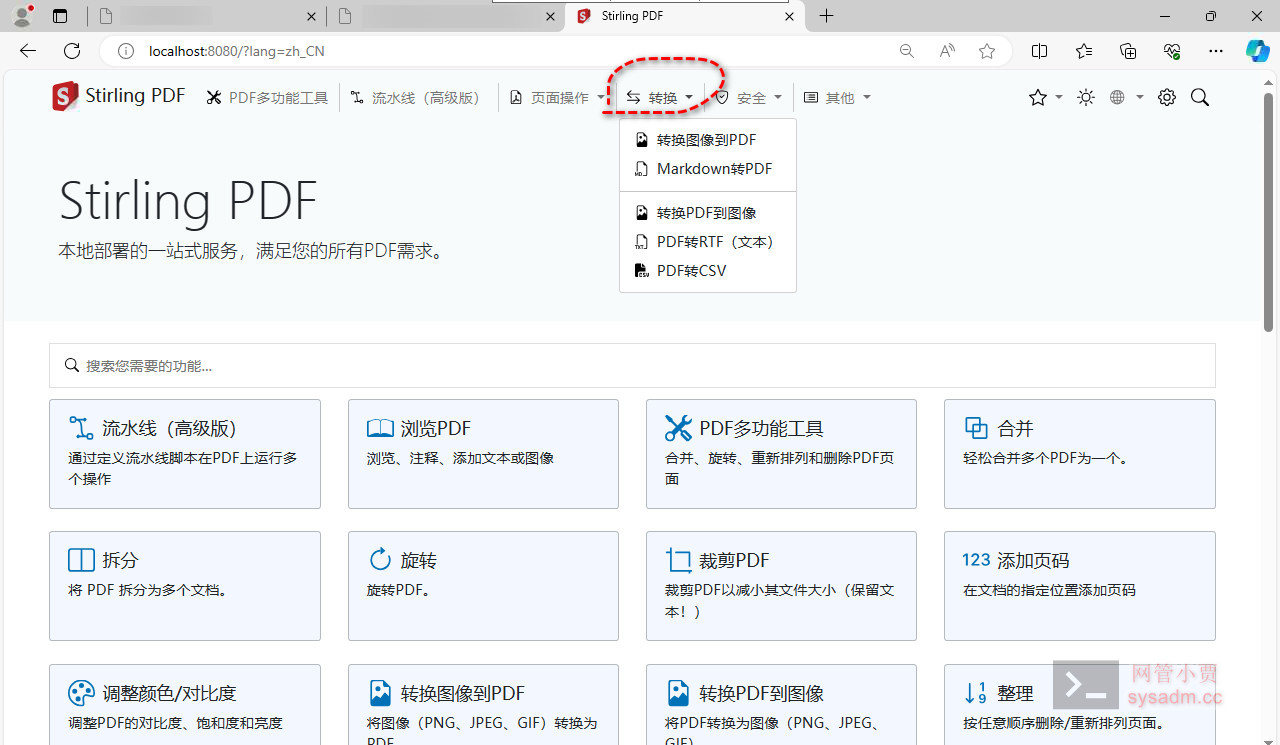 Stirling PDF
localhost:8080/?lang=zh_CN
Stirling PDF
PDF多功能工具
流水线（高级版）
页面操作
转换
安全
其他
转换图像到PDF
Markdown转PDF
转换PDF到图像
PDF转RTF（文本）
PDF转CSV
Stirling PDF
本地部署的一站式服务，满足您的所有PDF需求。
搜索您需要的功能...
流水线（高级版）
通过定义流水线脚本在PDF上运行多
个操作
浏览PDF
浏览、注释、添加文本或图像
PDF多功能工具
合并、旋转、重新排列和删除PDF页
面
合并
轻松合并多个PDF为一个。
拆分
将 PDF 拆分为多个文档。
旋转
旋转PDF。
裁剪PDF
裁剪PDF以减小其文件大小（保留文
本！）
123 添加页码
在文档的指定位置添加页码
调整颜色/对比度
调整PDF的对比度、饱和度和亮度
转换图像到PDF
将图像（PNG、JPEG、GIF）转换为
PDF
转换PDF到图像
将PDF转换为图像（PNG、JPEG、
GIF）
整理
按任意顺序删除/重新排列页面。
网管小贾
sysadm.cc